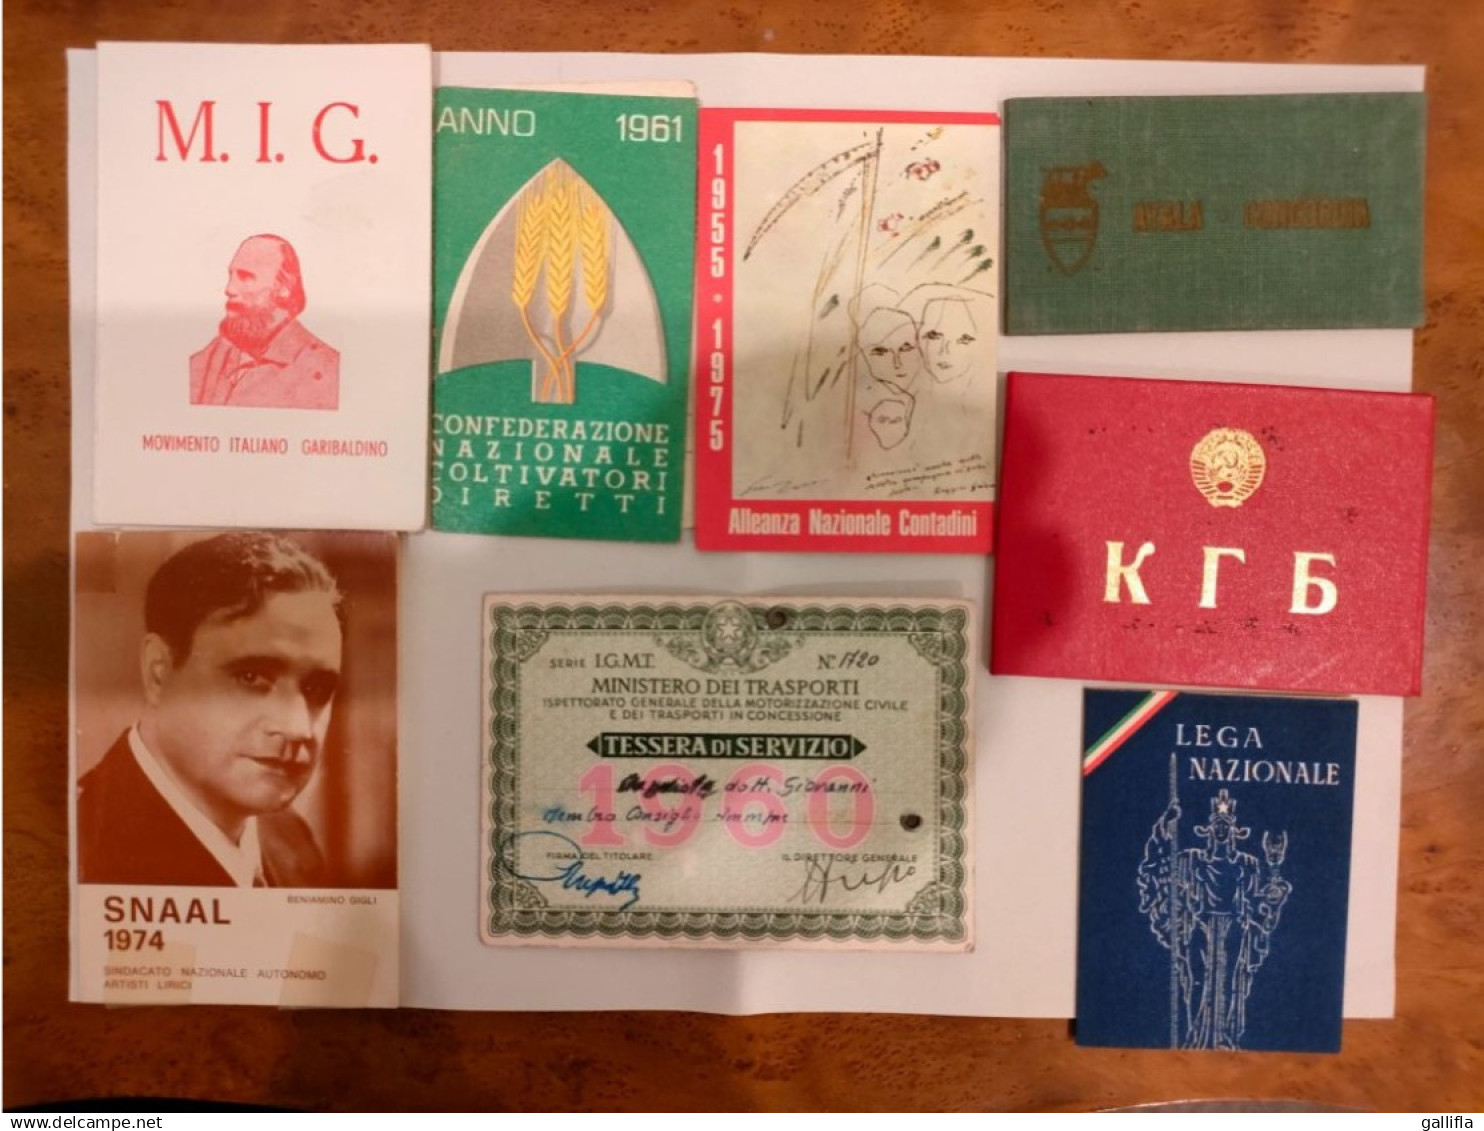 M. I. G.
MOVIMENTO ITALIANO GARIBALDINO
ANNO 1961
CONFEDERAZIONE
NAZIONALE
COLTIVATORI
DIRETTI
1955 · 1975
Alleanza Nazionale Contadini
КГБ
BENIAMINO GIGLI
SNAAL
1974
SINDACATO NAZIONALE AUTONOMO
ARTISTI LIRICI
SERIE I.G.M.T. N° 1720
MINISTERO DEI TRASPORTI
ISPETTORATO GENERALE DELLA MOTORIZZAZIONE CIVILE
E DEI TRASPORTI IN CONCESSIONE
TESSERA DI SERVIZIO
1960
dott. Giovanni
FIRMA DEL TITOLARE IL DIRETTORE GENERALE
LEGA
NAZIONALE
www.delcampe.net
gallifla